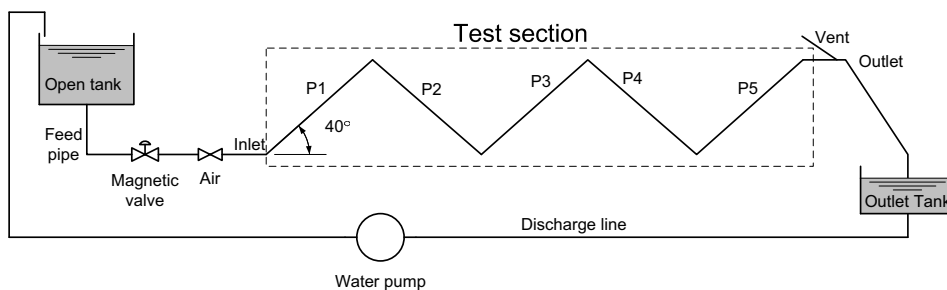 Test section
Vent
Outlet
Open tank
P1
P2
P3
P4
P5
Feed
pipe
Inlet
40°
Magnetic
valve
Air
Outlet Tank
Discharge line
Water pump